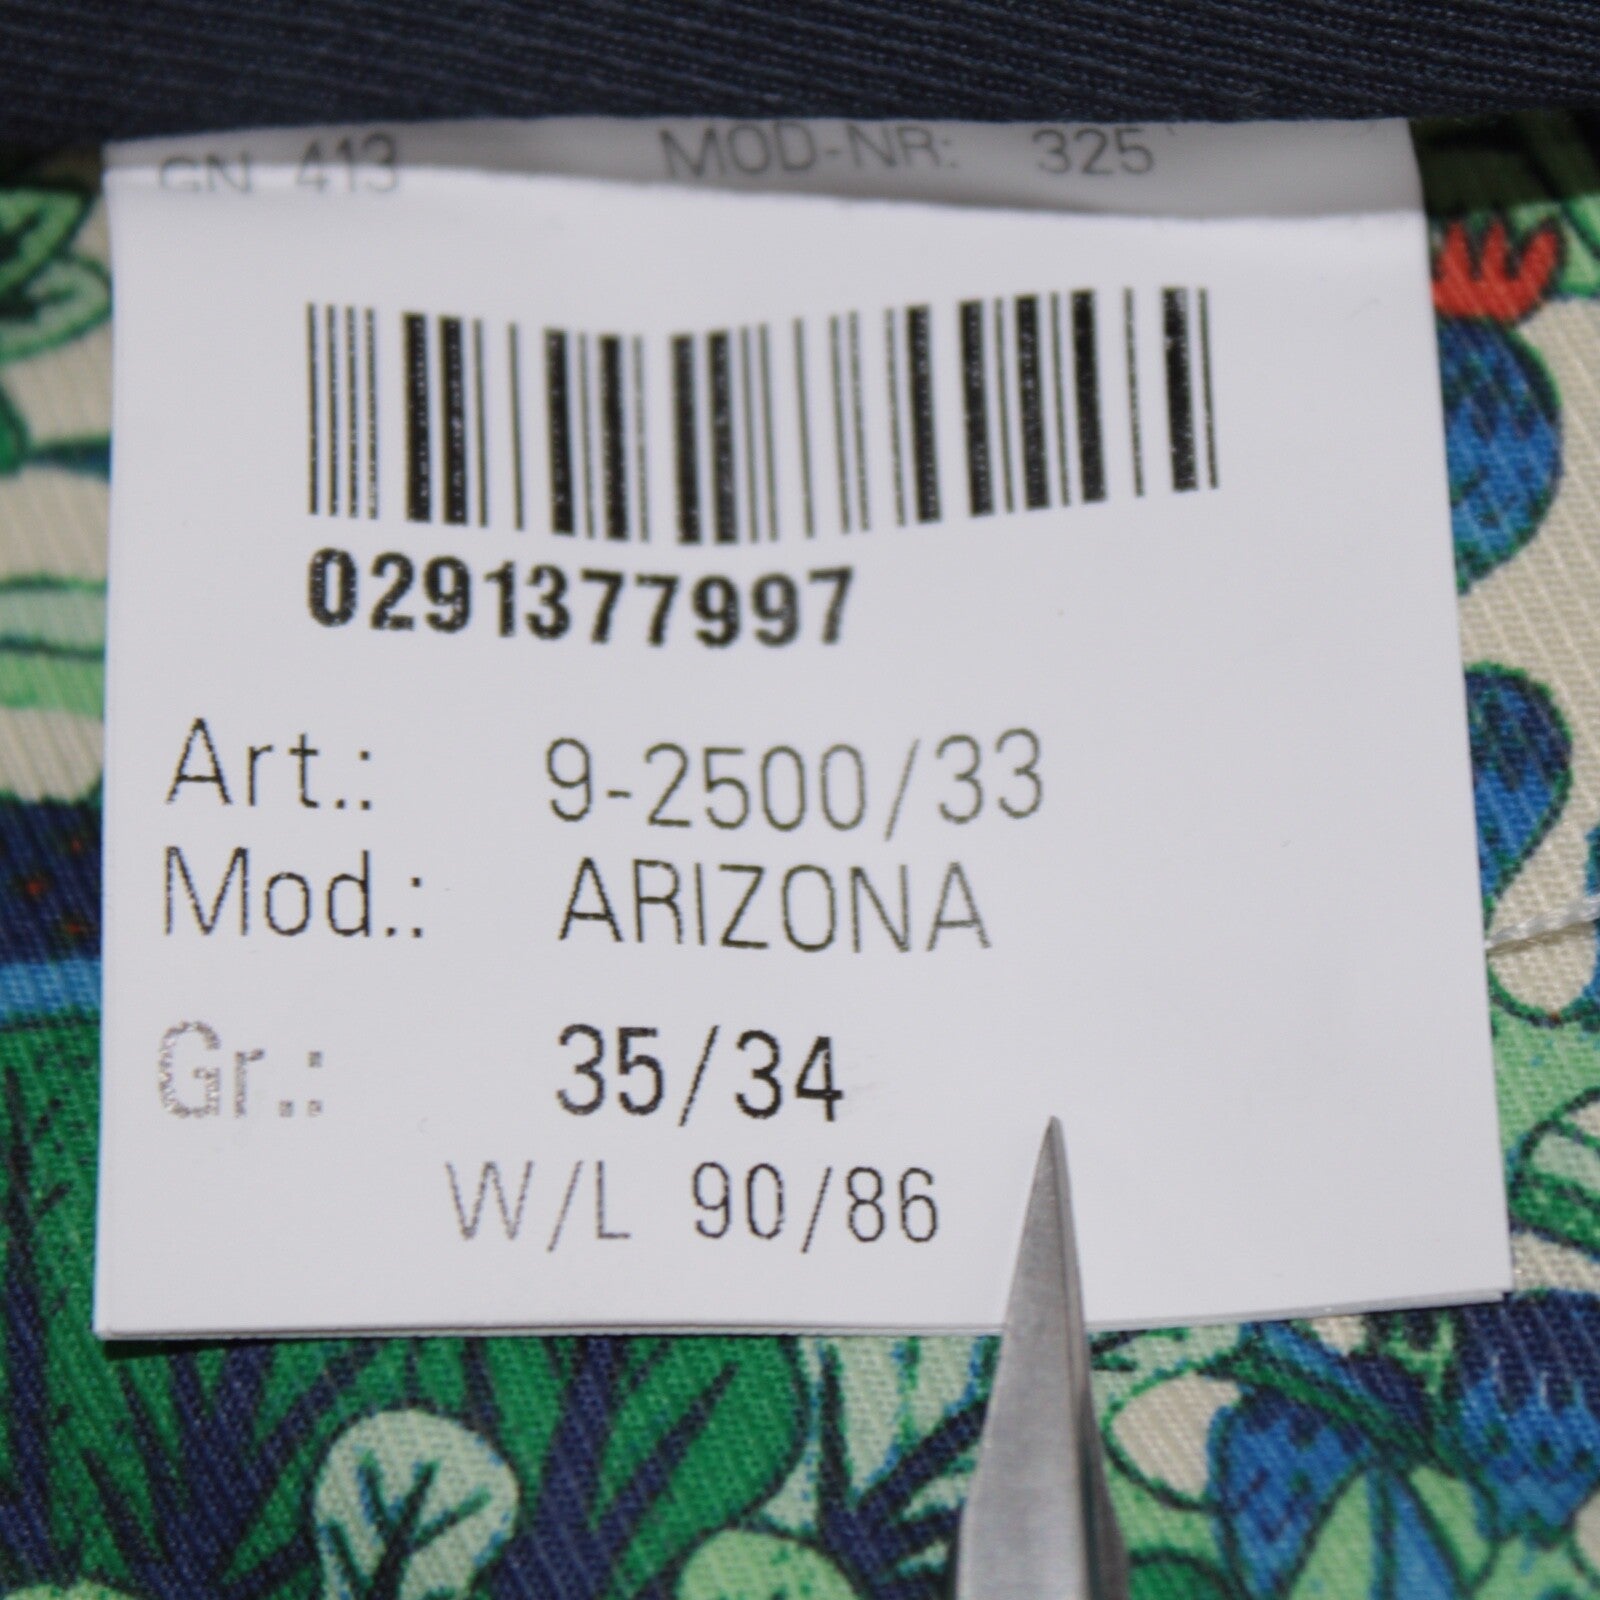 GN 413 MOD-NR: 325
0291377997
Art.: 9-2500/33
Mod.: ARIZONA
Gr.: 35/34
W/L 90/86